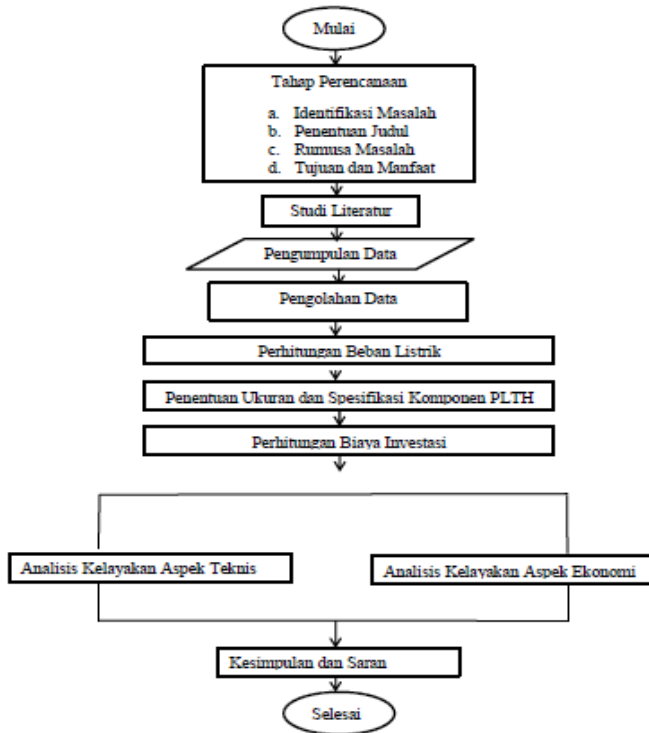 Mulai
Tahap Perencanaan
a. Identifikasi Masalah
b. Penentuan Judul
c. Rumusa Masalah
d. Tujuan dan Manfaat
Studi Literatur
Pengumpulan Data
Pengolahan Data
Perhitungan Beban Listrik
Penentuan Ukuran dan Spesifikasi Komponen PLTH
Perhitungan Biaya Investasi
Analisis Kelayakan Aspek Teknis
Analisis Kelayakan Aspek Ekonomi
Kesimpulan dan Saran
Selesai